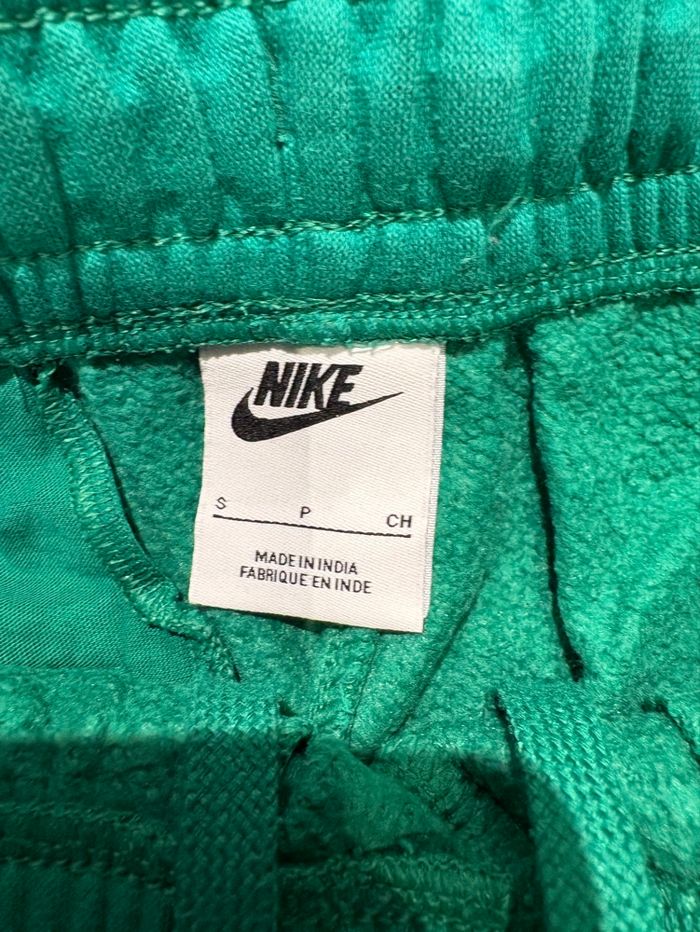 NIKE
S P CH
MADE IN INDIA
FABRIQUE EN INDE